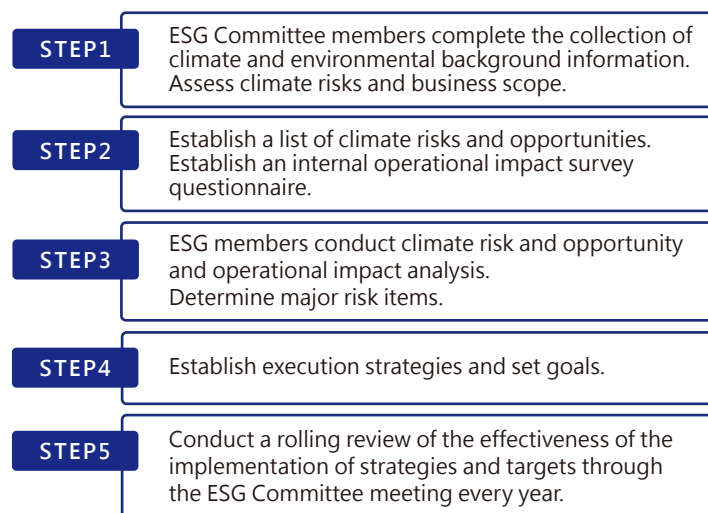 STEP1
ESG Committee members complete the collection of
climate and environmental background information.
Assess climate risks and business scope.
STEP2
Establish a list of climate risks and opportunities.
Establish an internal operational impact survey
questionnaire.
STEP3
ESG members conduct climate risk and opportunity
and operational impact analysis.
Determine major risk items.
STEP4
Establish execution strategies and set goals.
STEP5
Conduct a rolling review of the effectiveness of the
implementation of strategies and targets through
the ESG Committee meeting every year.